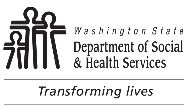 Washington State
Department of Social
& Health Services
Transforming lives